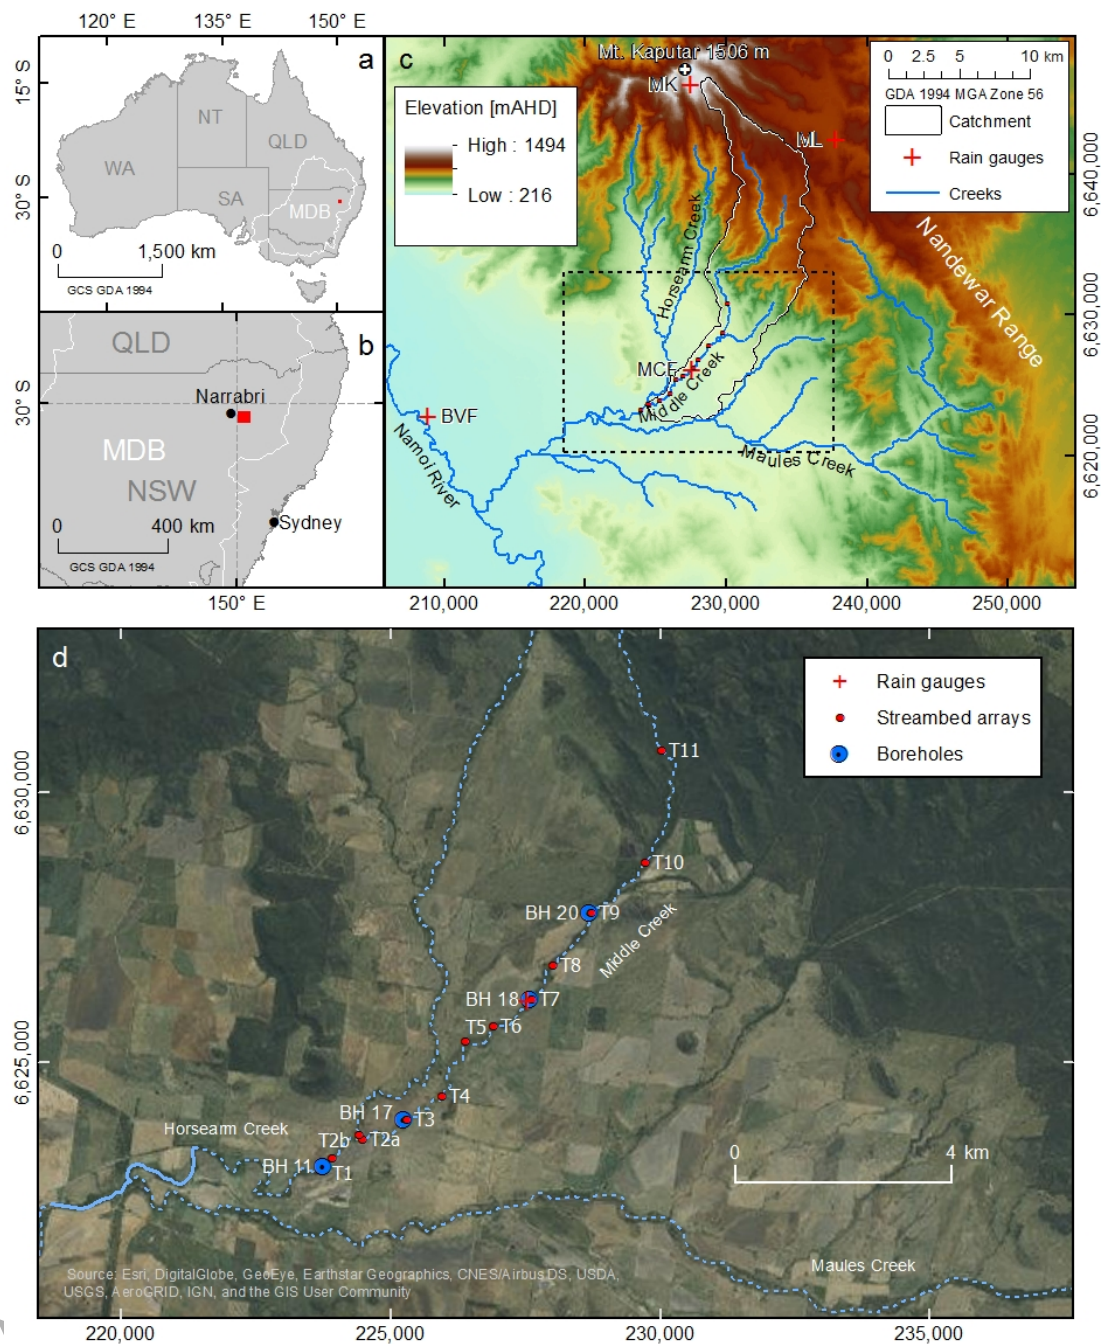 120° E 135° E 150° E
15° S
30° S
a
NT
QLD
WA
SA
MDB
0 1,500 km
GCS GDA 1994
b
QLD
30° S
Narrabri
MDB
NSW
0 400 km
Sydney
GCS GDA 1994
150° E
c
Mt. Kaputar 1506 m
MK
ML
Elevation [mAHD]
High : 1494
Low : 216
0 2.5 5 10 km
GDA 1994 MGA Zone 56
Catchment
Rain gauges
Creeks
Horsearm Creek
Nandewar Range
MCF
Middle Creek
BVF
Namoi River
Maules Creek
6,640,000
6,630,000
6,620,000
210,000 220,000 230,000 240,000 250,000
d
Rain gauges
Streambed arrays
Boreholes
6,630,000
6,625,000
T11
T10
BH 20 T9
Middle Creek
T8
BH 18 T7
T5 T6
T4
BH 17 T3
Horsearm Creek
T2b T2a
BH 11 T1
0 4 km
Maules Creek
Source: Esri, DigitalGlobe, GeoEye, Earthstar Geographics, CNES/Airbus DS, USDA,
USGS, AeroGRID, IGN, and the GIS User Community
220,000 225,000 230,000 235,000